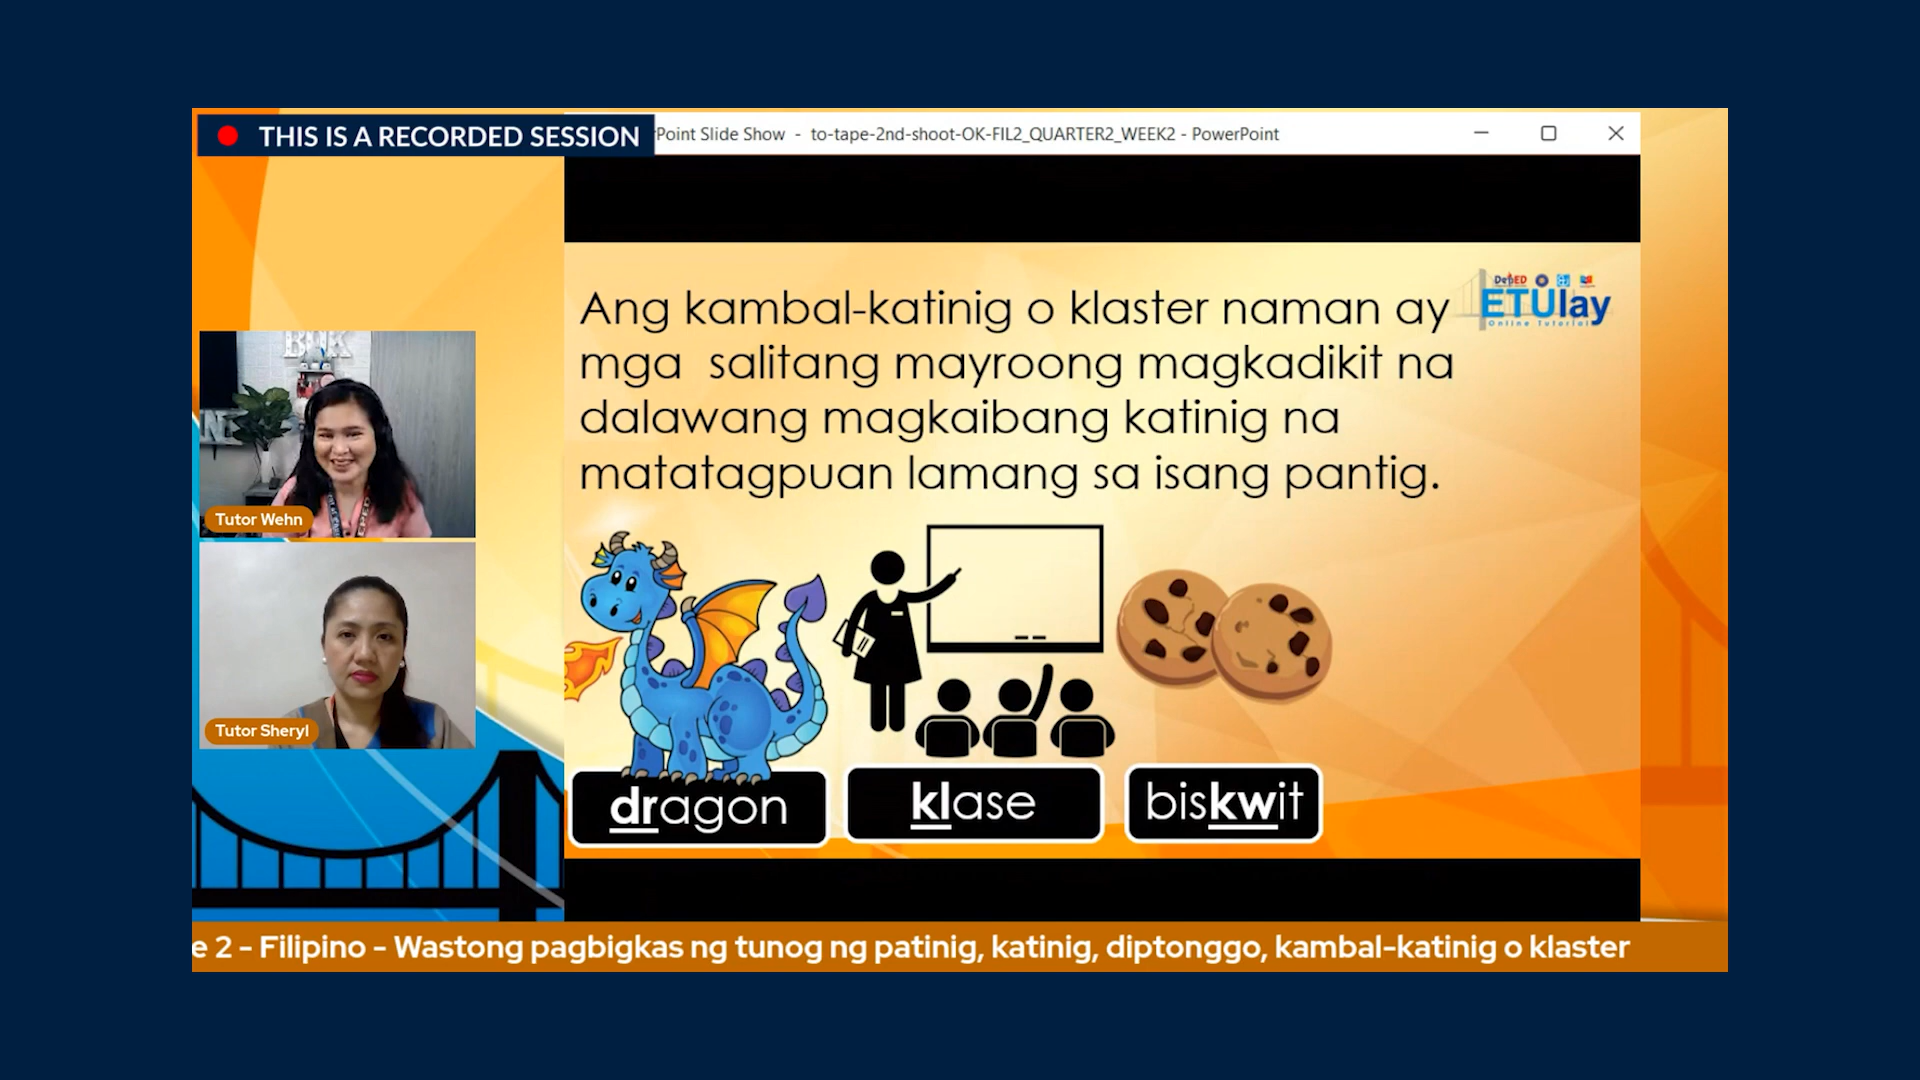 THIS IS A RECORDED SESSION
Point Slide Show - to-tape-2nd-shoot-OK-FIL2_QUARTER2_WEEK2 - PowerPoint
DepED
ETUlay
Online Tutorial
Ang kambal-katinig o klaster naman ay
mga salitang mayroong magkadikit na
dalawang magkaibang katinig na
matatagpuan lamang sa isang pantig.
Tutor Wehn
Tutor Sheryl
dragon
klase
biskwit
e 2 - Filipino - Wastong pagbigkas ng tunog ng patinig, katinig, diptonggo, kambal-katinig o klaster